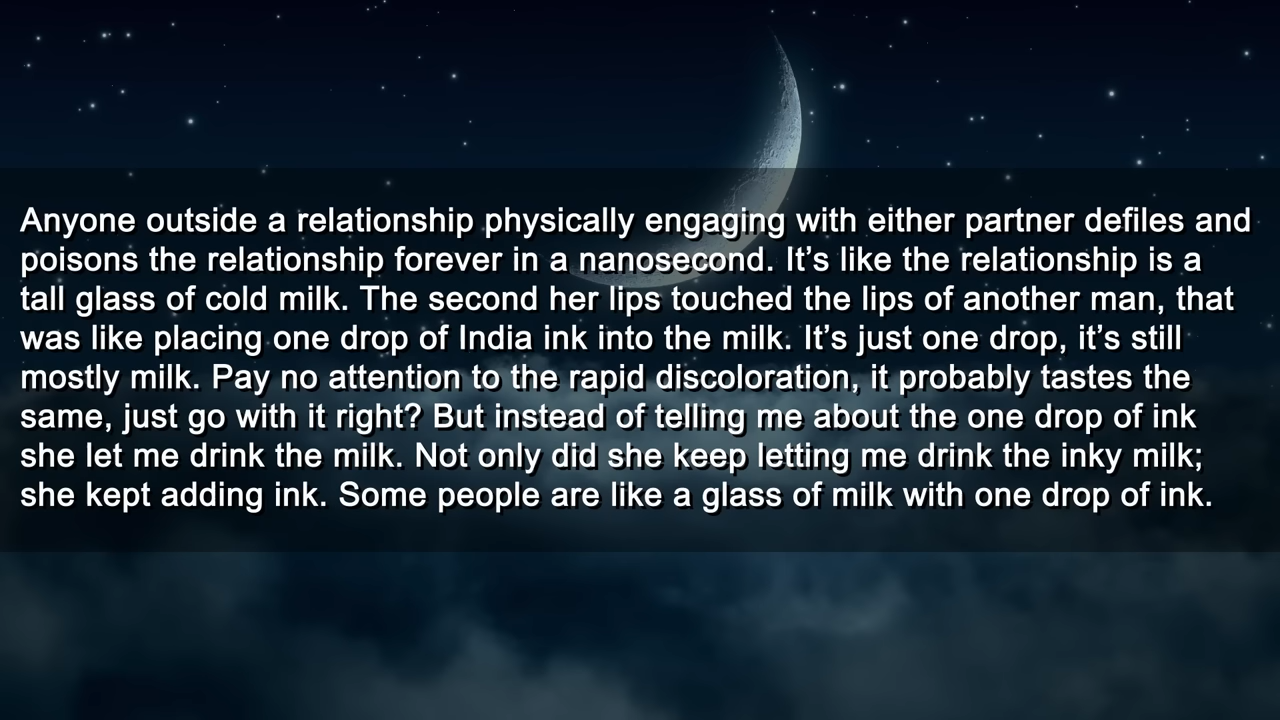 Anyone outside a relationship physically engaging with either partner defiles and
poisons the relationship forever in a nanosecond. It’s like the relationship is a
tall glass of cold milk. The second her lips touched the lips of another man, that
was like placing one drop of India ink into the milk. It’s just one drop, it’s still
mostly milk. Pay no attention to the rapid discoloration, it probably tastes the
same, just go with it right? But instead of telling me about the one drop of ink
she let me drink the milk. Not only did she keep letting me drink the inky milk;
she kept adding ink. Some people are like a glass of milk with one drop of ink.